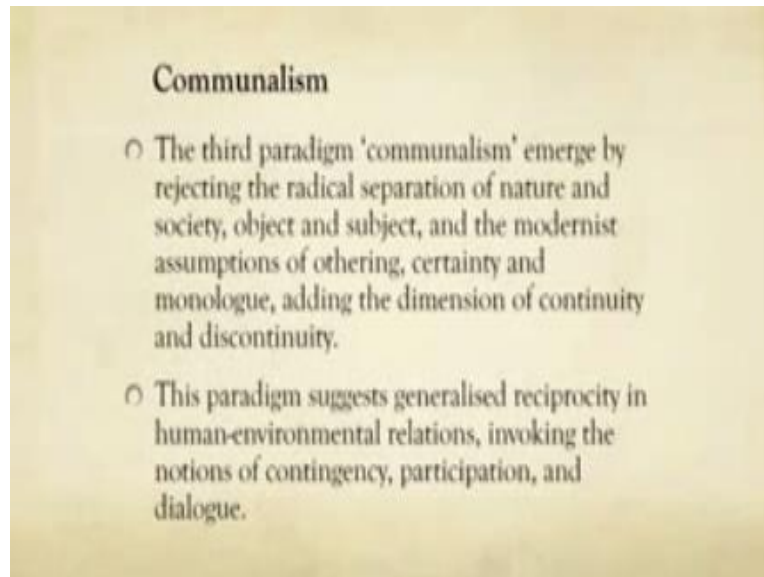 Communalism
The third paradigm 'communalism' emerge by
rejecting the radical separation of nature and
society, object and subject, and the modernist
assumptions of othering, certainty and
monologue, adding the dimension of continuity
and discontinuity.
This paradigm suggests generalised reciprocity in
human-environmental relations, invoking the
notions of contingency, participation, and
dialogue.